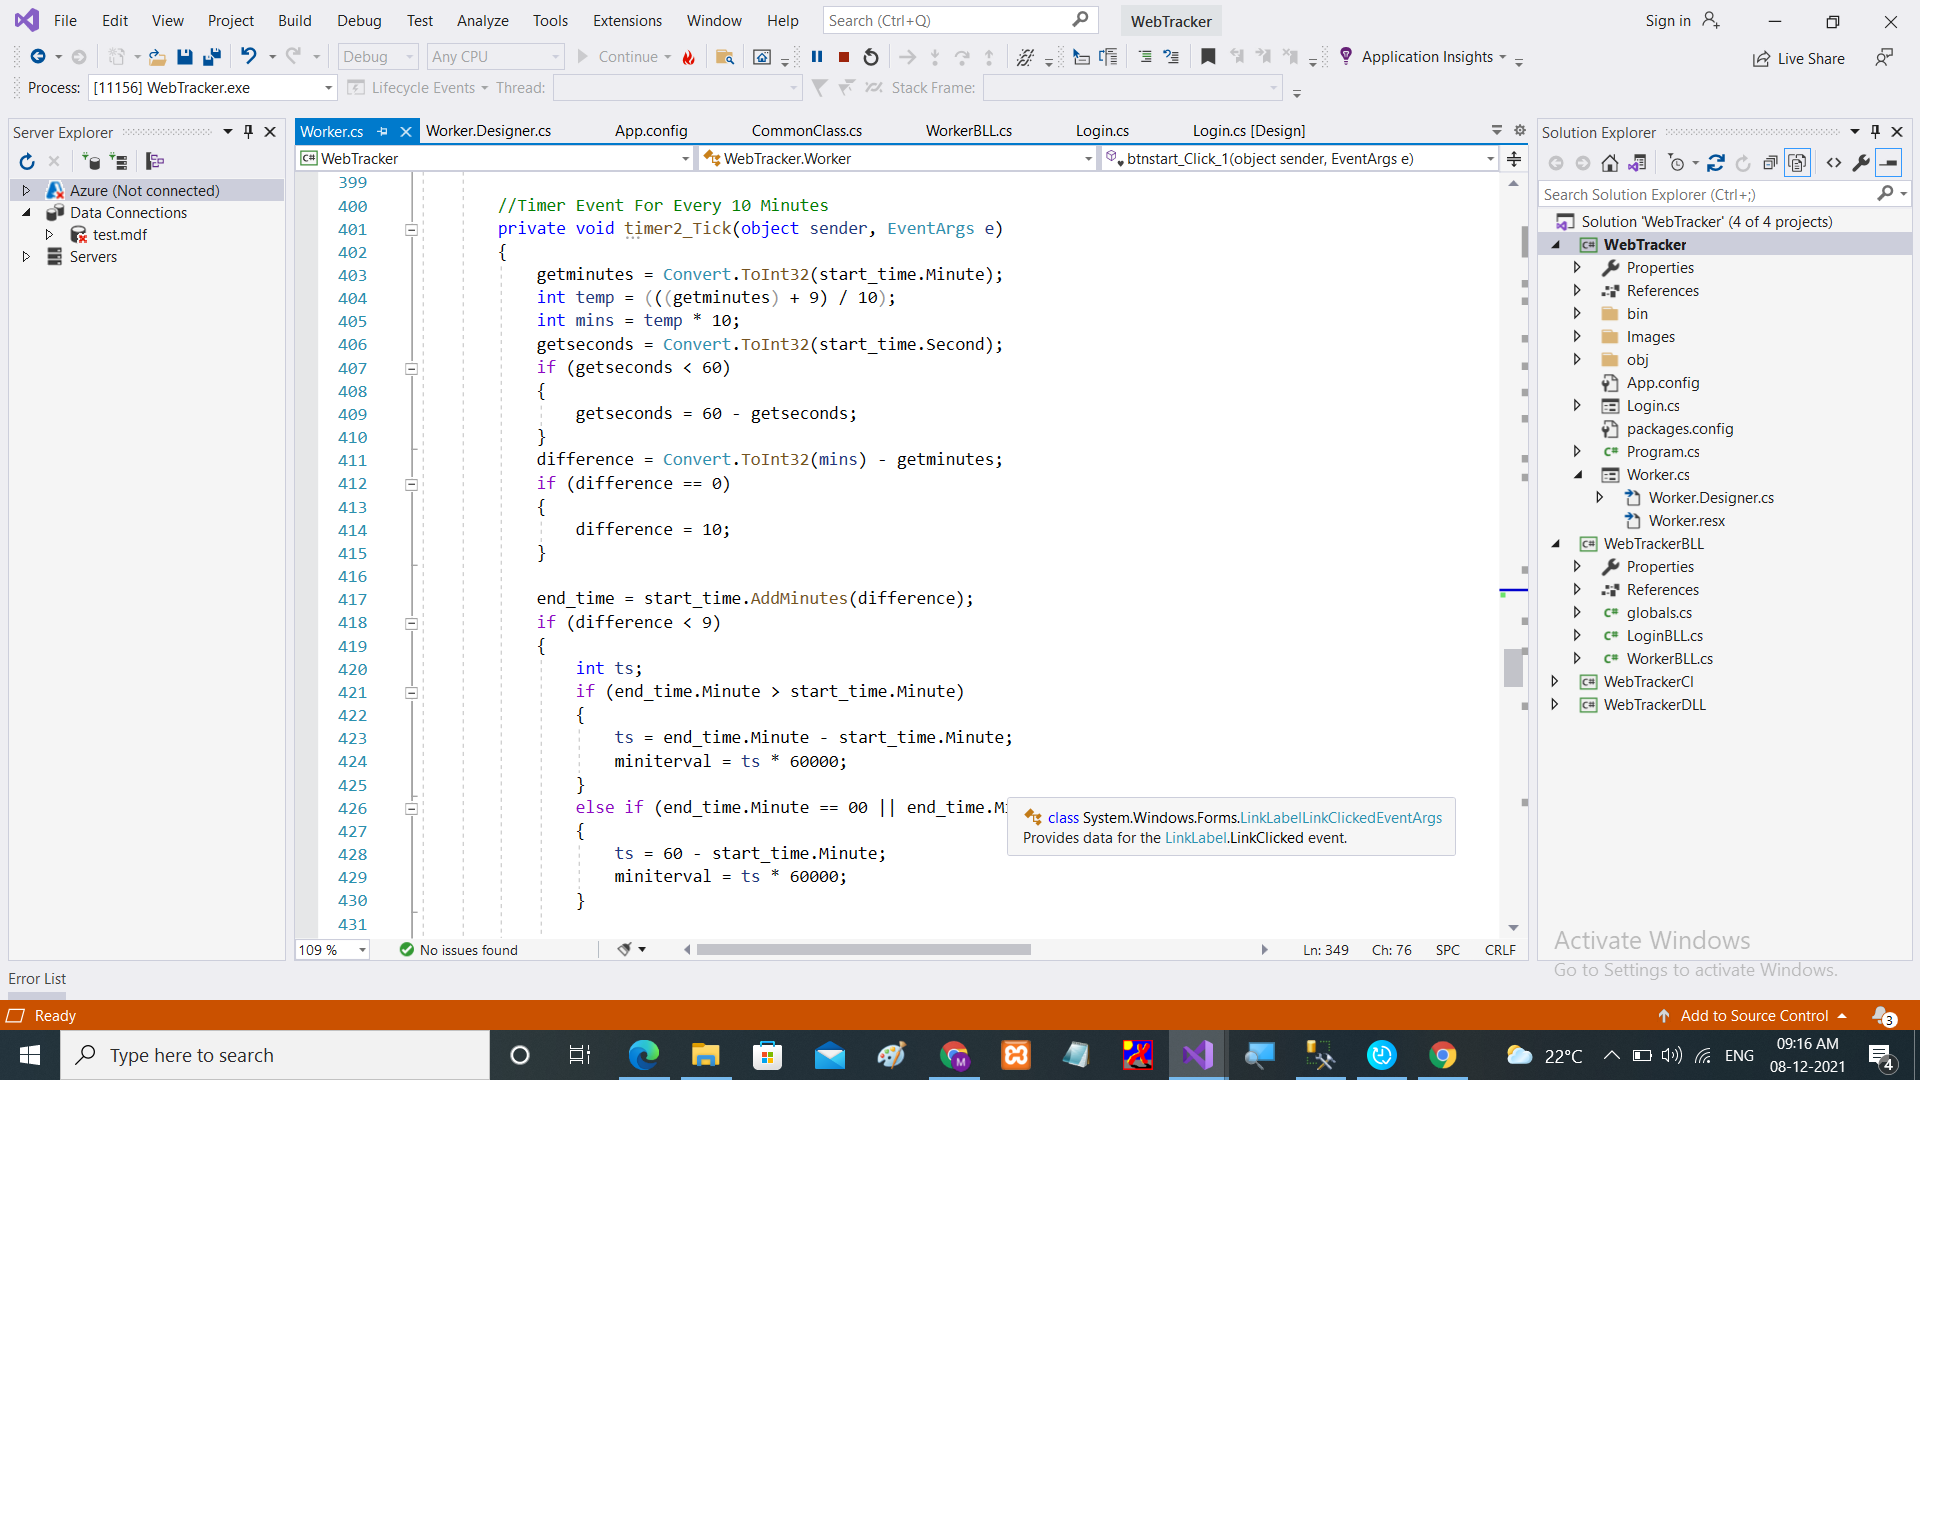 File Edit View Project Build Debug Test Analyze Tools Extensions Window Help Search (Ctrl+Q) WebTracker Sign in
Debug Any CPU Continue Application Insights Live Share
Process: [11156] WebTracker.exe Lifecycle Events Thread: Stack Frame:
Server Explorer
Azure (Not connected)
Data Connections
test.mdf
Servers
Worker.cs Worker.Designer.cs App.config CommonClass.cs WorkerBLL.cs Login.cs Login.cs [Design]
WebTracker WebTracker.Worker btnstart_Click_1(object sender, EventArgs e)
399
400 //Timer Event For Every 10 Minutes
401 private void timer2_Tick(object sender, EventArgs e)
402 {
403 getminutes = Convert.ToInt32(start_time.Minute);
404 int temp = (((getminutes) + 9) / 10);
405 int mins = temp * 10;
406 getseconds = Convert.ToInt32(start_time.Second);
407 if (getseconds < 60)
408 {
409 getseconds = 60 - getseconds;
410 }
411 difference = Convert.ToInt32(mins) - getminutes;
412 if (difference == 0)
413 {
414 difference = 10;
415 }
416
417 end_time = start_time.AddMinutes(difference);
418 if (difference < 9)
419 {
420 int ts;
421 if (end_time.Minute > start_time.Minute)
422 {
423 ts = end_time.Minute - start_time.Minute;
424 miniterval = ts * 60000;
425 }
426 else if (end_time.Minute == 00 || end_time.Mi
427 {
428 ts = 60 - start_time.Minute;
429 miniterval = ts * 60000;
430 }
431
class System.Windows.Forms.LinkLabelLinkClickedEventArgs
Provides data for the LinkLabel.LinkClicked event.
109 % No issues found Ln: 349 Ch: 76 SPC CRLF
Solution Explorer
Search Solution Explorer (Ctrl+;)
Solution 'WebTracker' (4 of 4 projects)
WebTracker
Properties
References
bin
Images
obj
App.config
Login.cs
packages.config
Program.cs
Worker.cs
Worker.Designer.cs
Worker.resx
WebTrackerBLL
Properties
References
globals.cs
LoginBLL.cs
WorkerBLL.cs
WebTrackerCl
WebTrackerDLL
Activate Windows
Go to Settings to activate Windows.
Error List
Ready Add to Source Control 3
Type here to search 22°C ENG 09:16 AM
08-12-2021 4